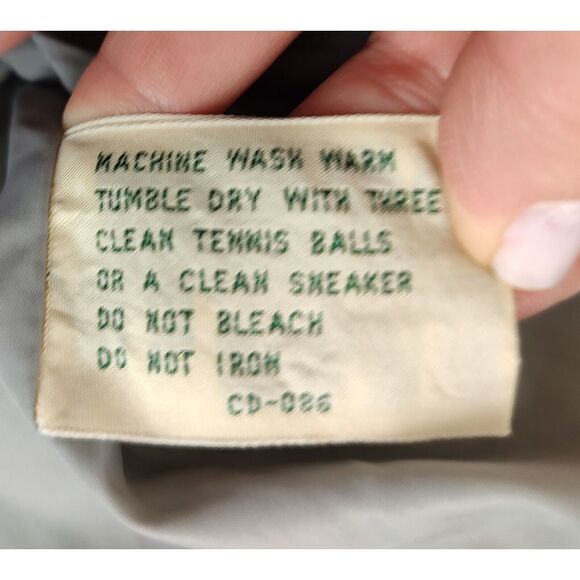 MACHINE WASH WARM
TUMBLE DRY WITH THREE
CLEAN TENNIS BALLS
OR A CLEAN SNEAKER
DO NOT BLEACH
DO NOT IRON
CD-086